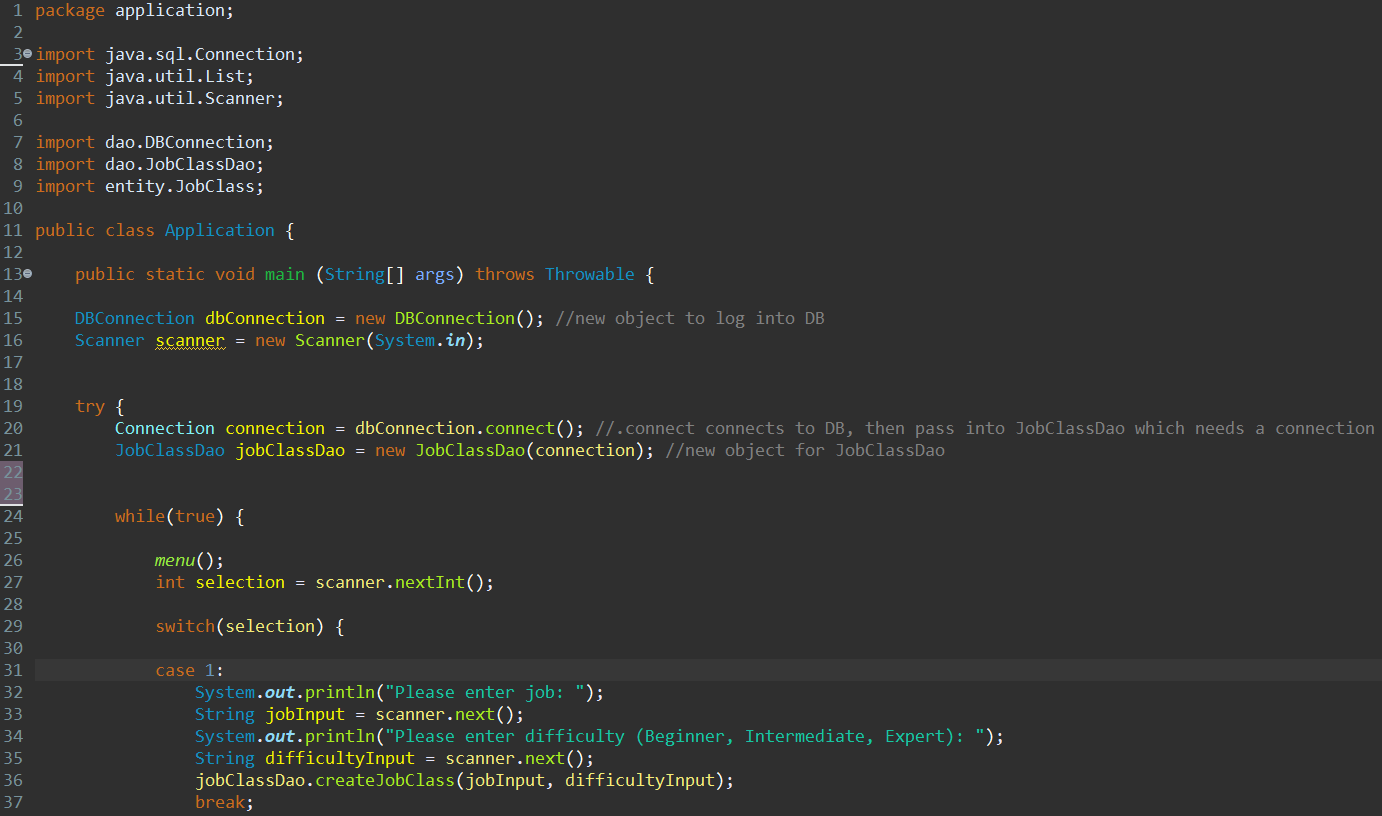 1 package application;
2
3 import java.sql.Connection;
4 import java.util.List;
5 import java.util.Scanner;
6
7 import dao.DBConnection;
8 import dao.JobClassDao;
9 import entity.JobClass;
10
11 public class Application {
12
13     public static void main (String[] args) throws Throwable {
14
15     DBConnection dbConnection = new DBConnection(); //new object to log into DB
16     Scanner scanner = new Scanner(System.in);
17
18
19     try {
20         Connection connection = dbConnection.connect(); //.connect connects to DB, then pass into JobClassDao which needs a connection
21         JobClassDao jobClassDao = new JobClassDao(connection); //new object for JobClassDao
22
23
24         while(true) {
25
26             menu();
27             int selection = scanner.nextInt();
28
29             switch(selection) {
30
31             case 1:
32                 System.out.println("Please enter job: ");
33                 String jobInput = scanner.next();
34                 System.out.println("Please enter difficulty (Beginner, Intermediate, Expert): ");
35                 String difficultyInput = scanner.next();
36                 jobClassDao.createJobClass(jobInput, difficultyInput);
37                 break;